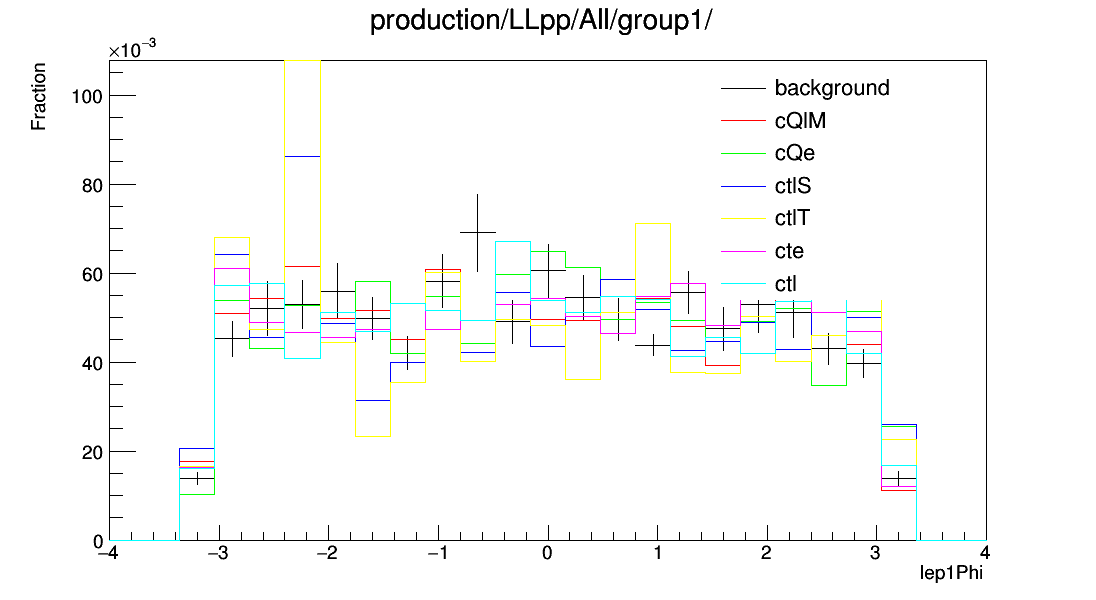 production/LLpp/All/group1/
×10⁻³
Fraction
100
80
60
40
20
0
background
cQlM
cQe
ctlS
ctlT
cte
ctl
−4 −3 −2 −1 0 1 2 3 4
lep1Phi